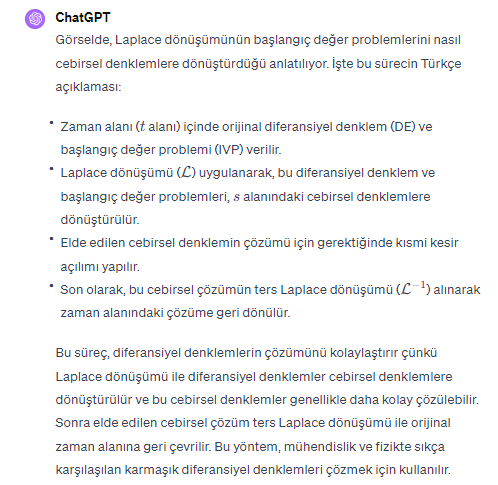 ChatGPT
Görselde, Laplace dönüşümünün başlangıç değer problemlerini nasıl
cebirsel denklemlere dönüştürdüğü anlatılıyor. İşte bu sürecin Türkçe
açıklaması:
• Zaman alanı (t alanı) içinde orijinal diferansiyel denklem (DE) ve
başlangıç değer problemi (IVP) verilir.
• Laplace dönüşümü (ℒ) uygulanarak, bu diferansiyel denklem ve
başlangıç değer problemleri, s alanındaki cebirsel denklemlere
dönüştürülür.
• Elde edilen cebirsel denklemin çözümü için gerektiğinde kısmi kesir
açılımı yapılır.
• Son olarak, bu cebirsel çözümün ters Laplace dönüşümü (ℒ⁻¹) alınarak
zaman alanındaki çözüme geri dönülür.
Bu süreç, diferansiyel denklemlerin çözümünü kolaylaştırır çünkü
Laplace dönüşümü ile diferansiyel denklemler cebirsel denklemlere
dönüştürülür ve bu cebirsel denklemler genellikle daha kolay çözülebilir.
Sonra elde edilen cebirsel çözüm ters Laplace dönüşümü ile orijinal
zaman alanına geri çevrilir. Bu yöntem, mühendislik ve fizikte sıkça
karşılaşılan karmaşık diferansiyel denklemleri çözmek için kullanılır.